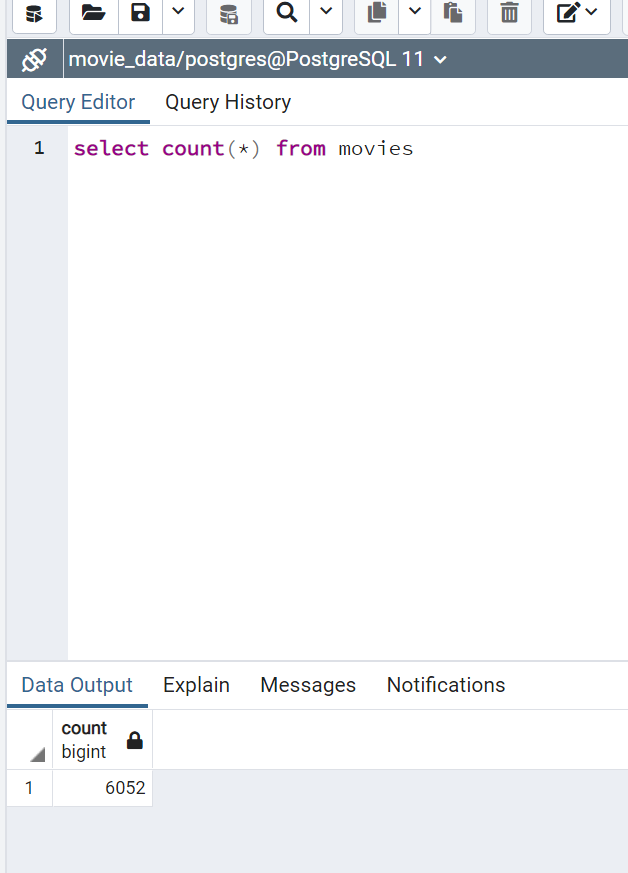 movie_data/postgres@PostgreSQL 11
Query Editor Query History
1 select count(*) from movies
Data Output Explain Messages Notifications
count
bigint
1 6052